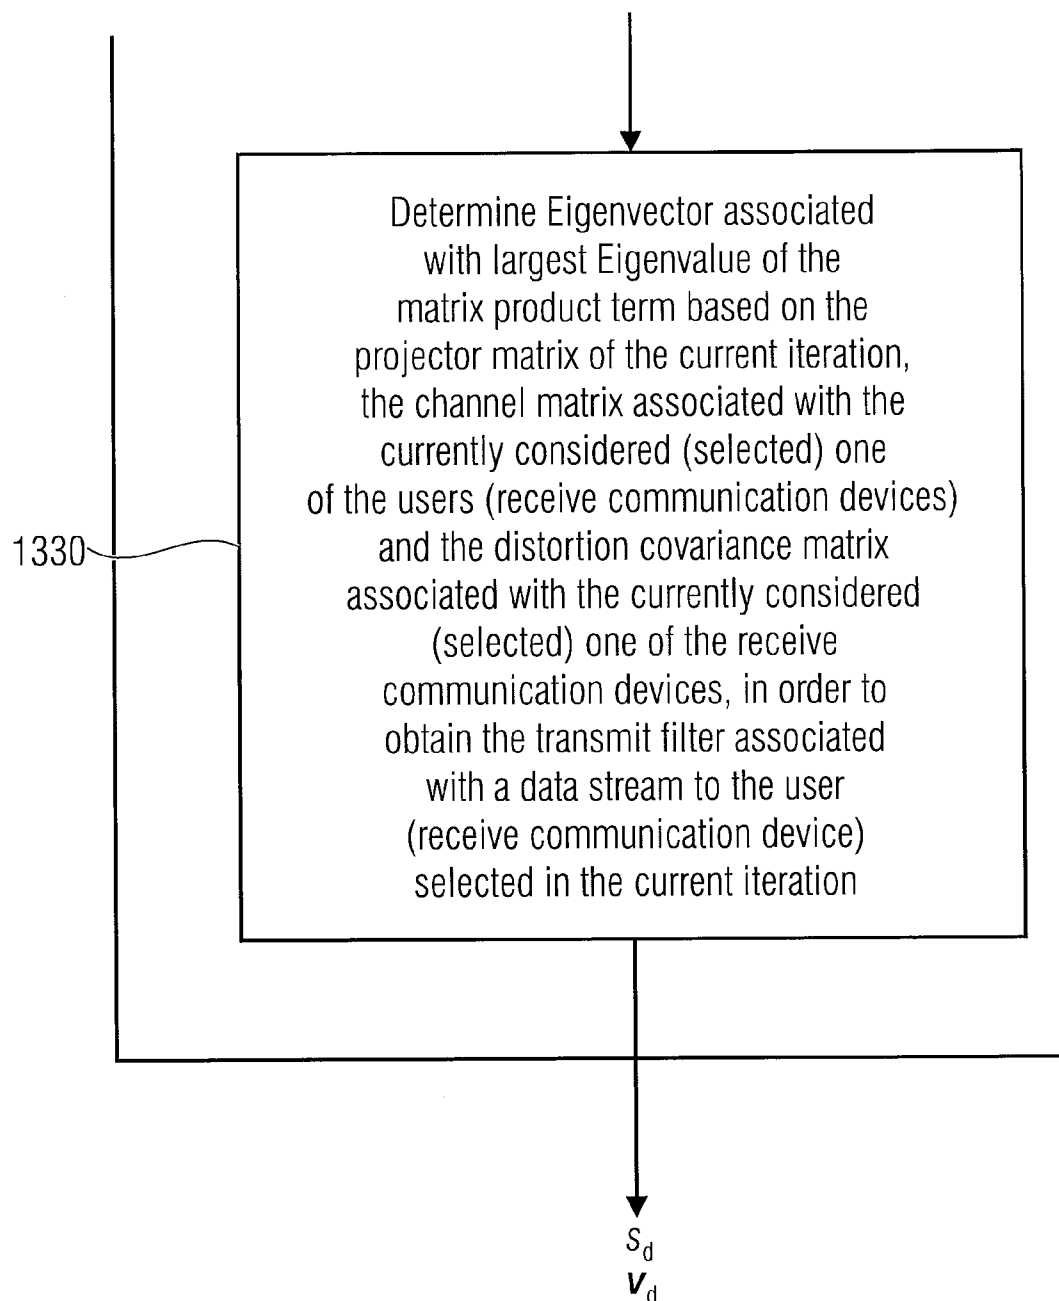 Determine Eigenvector associated
with largest Eigenvalue of the
matrix product term based on the
projector matrix of the current iteration,
the channel matrix associated with the
currently considered (selected) one
of the users (receive communication devices)
1330
and the distortion covariance matrix
associated with the currently considered
(selected) one of the receive
communication devices, in order to
obtain the transmit filter associated
with a data stream to the user
(receive communication device)
selected in the current iteration
Sd
Vd